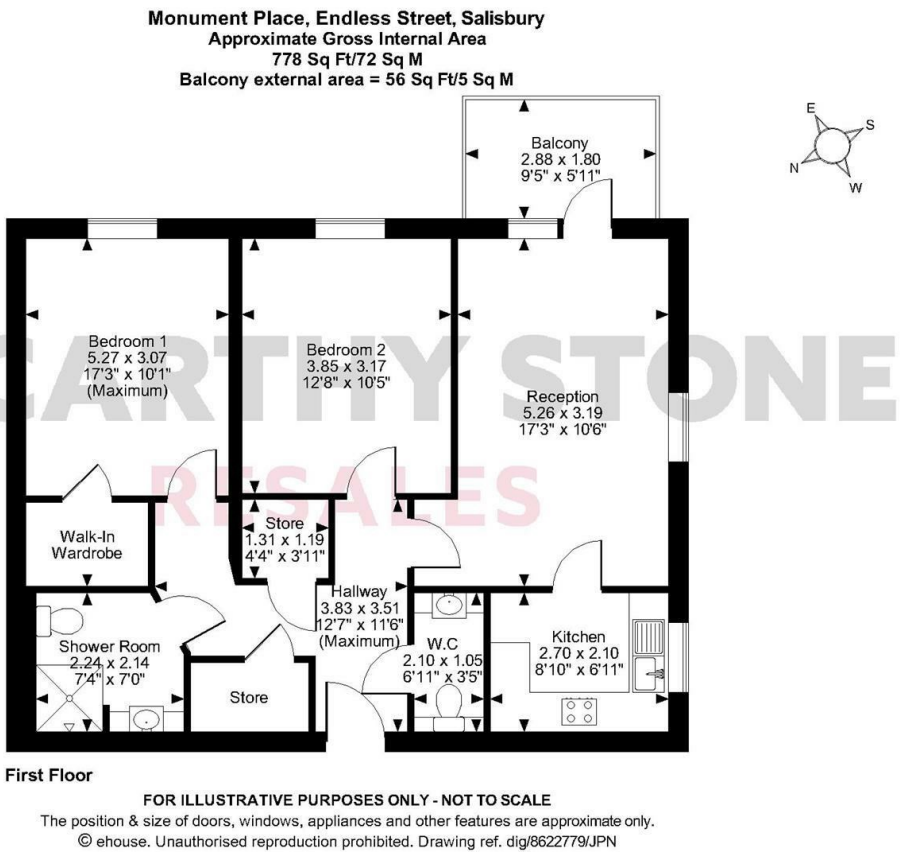 Monument Place, Endless Street, Salisbury
Approximate Gross Internal Area
778 Sq Ft/72 Sq M
Balcony external area = 56 Sq Ft/5 Sq M
E
S
N
W
Balcony
2.88 x 1.80
9'5" x 5'11"
Bedroom 1
5.27 x 3.07
17'3" x 10'1"
(Maximum)
Bedroom 2
3.85 x 3.17
12'8" x 10'5"
Reception
5.26 x 3.19
17'3" x 10'6"
CARTHY STONE
RESALES
Walk-In
Wardrobe
Store
1.31 x 1.19
4'4" x 3'11"
Hallway
3.83 x 3.51
12'7" x 11'6"
(Maximum)
Shower Room
2.24 x 2.14
7'4" x 7'0"
Store
W.C
2.10 x 1.05
6'11" x 3'5"
Kitchen
2.70 x 2.10
8'10" x 6'11"
First Floor
FOR ILLUSTRATIVE PURPOSES ONLY - NOT TO SCALE
The position & size of doors, windows, appliances and other features are approximate only.
© ehouse. Unauthorised reproduction prohibited. Drawing ref. dig/8622779/JPN